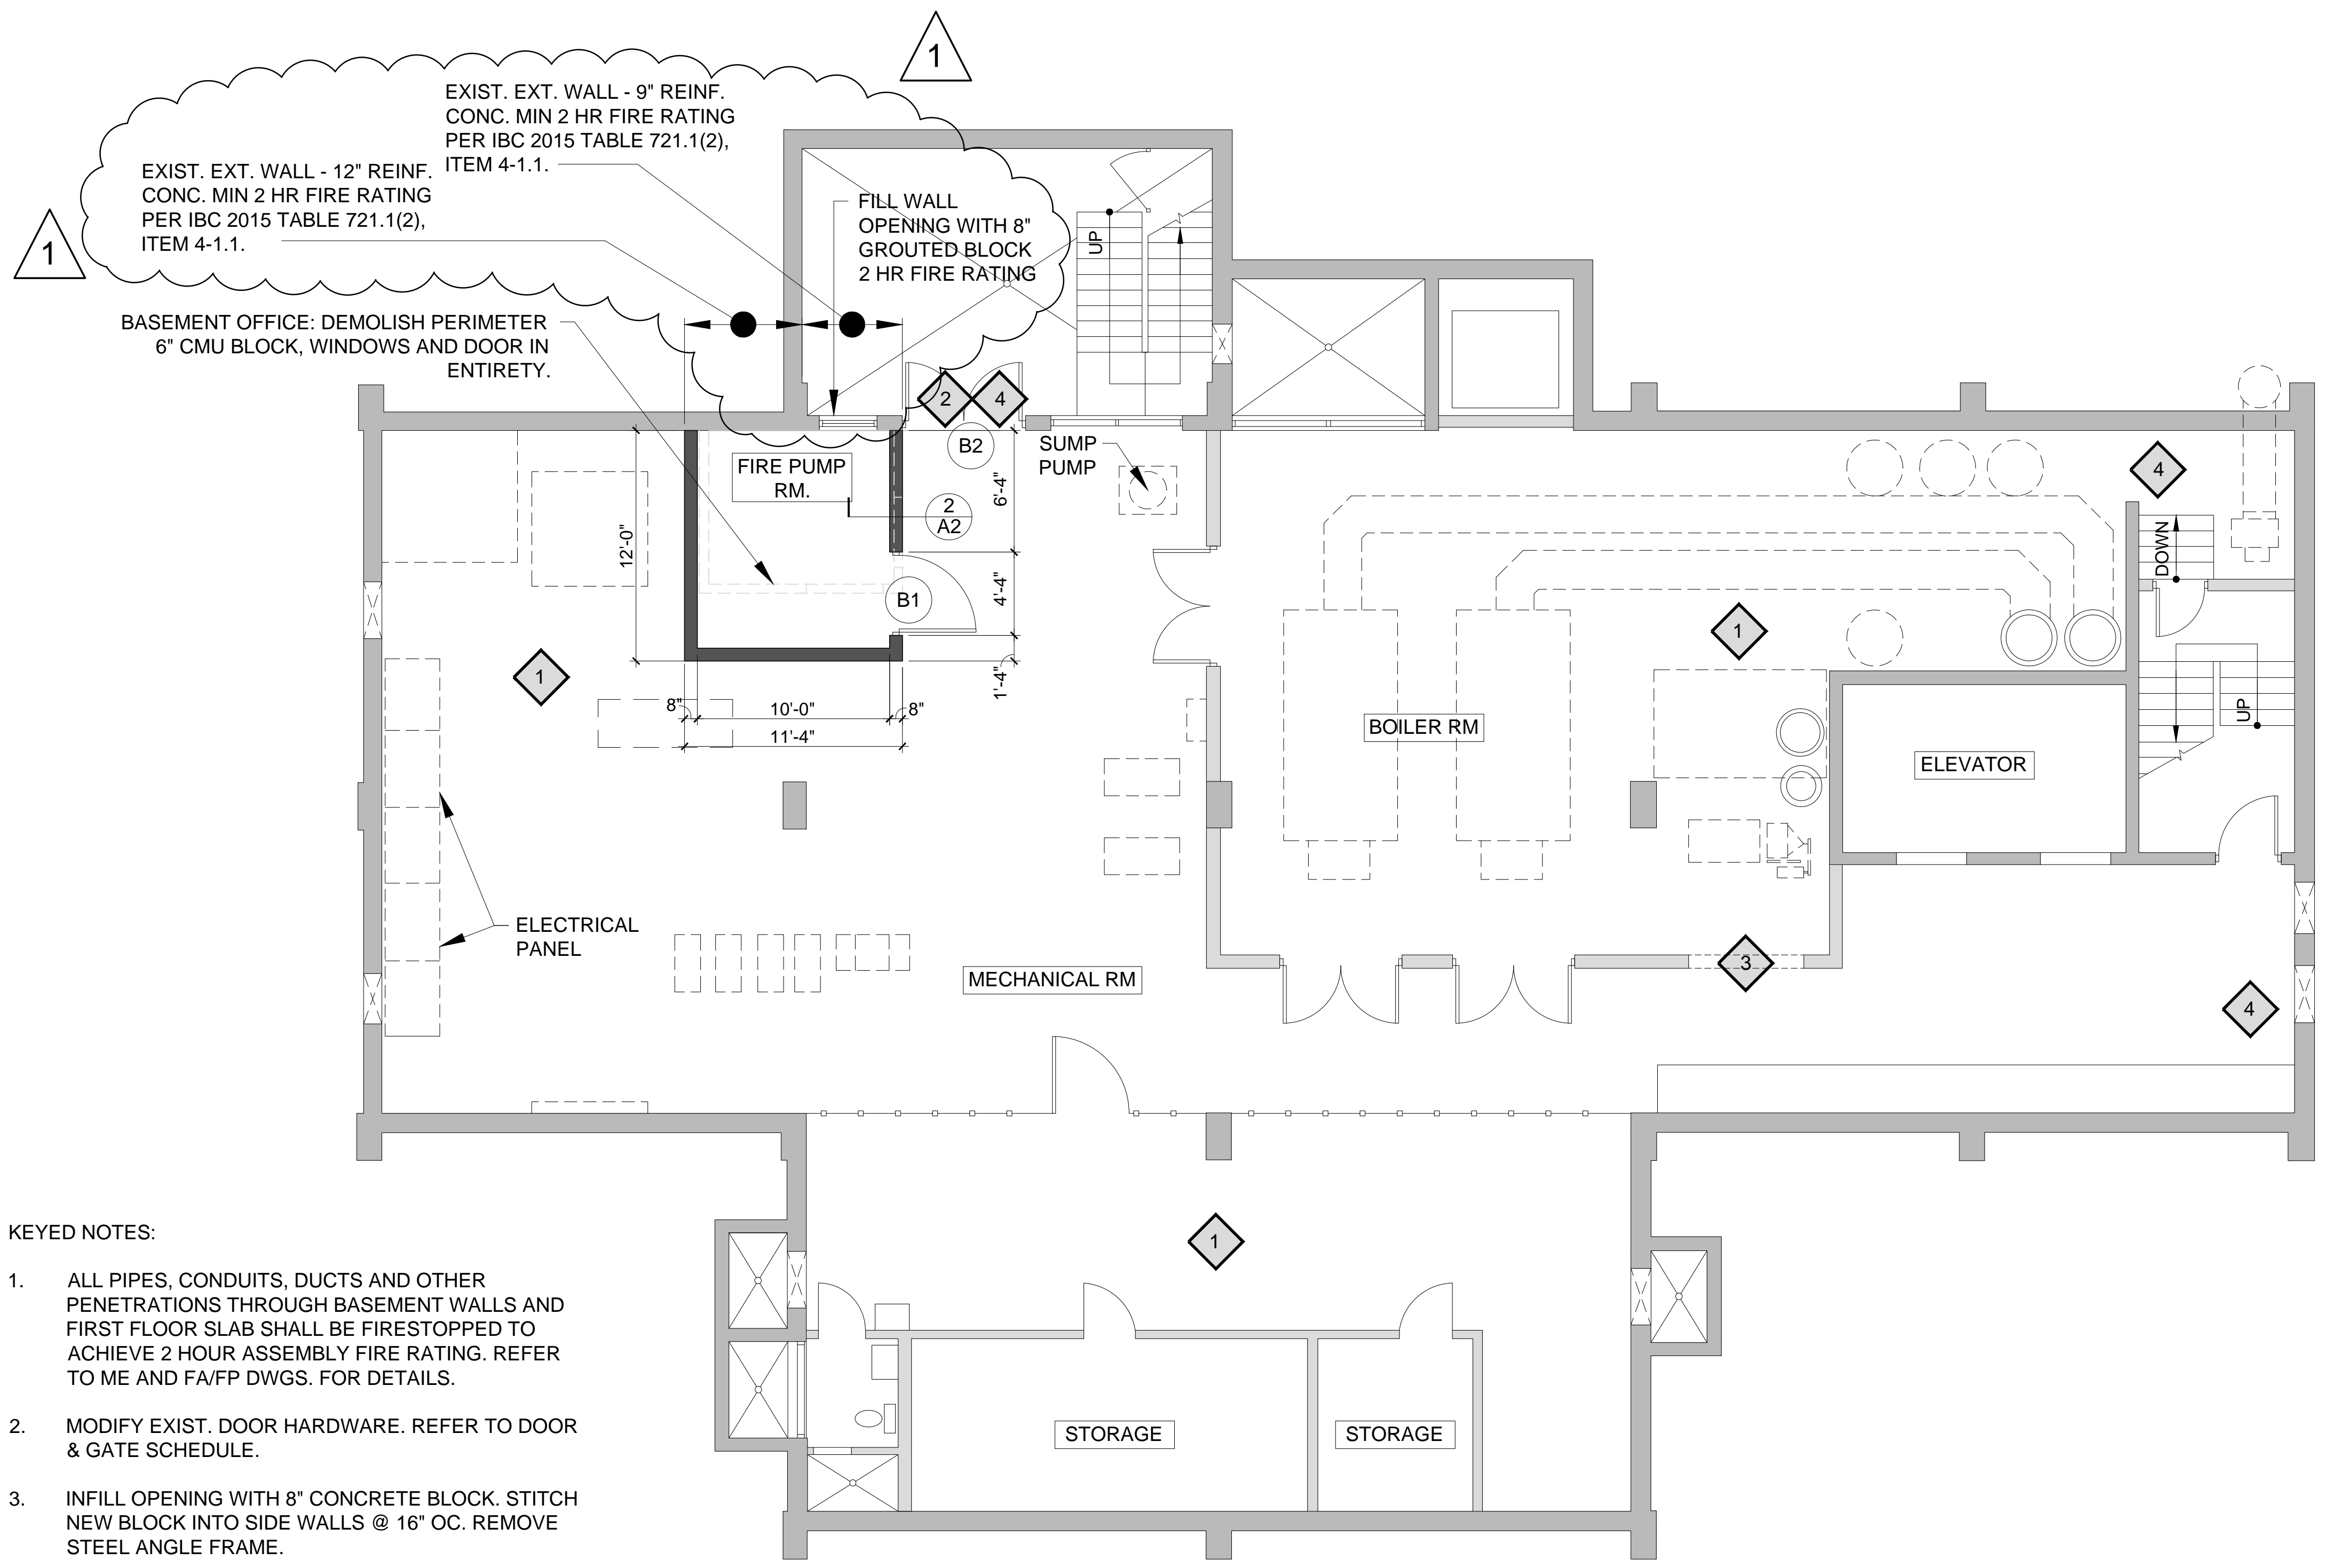 1
EXIST. EXT. WALL - 9" REINF.
CONC. MIN 2 HR FIRE RATING
PER IBC 2015 TABLE 721.1(2),
ITEM 4-1.1.
EXIST. EXT. WALL - 12" REINF.
CONC. MIN 2 HR FIRE RATING
PER IBC 2015 TABLE 721.1(2),
ITEM 4-1.1.
1
FILL WALL
OPENING WITH 8"
GROUTED BLOCK
2 HR FIRE RATING
UP
BASEMENT OFFICE: DEMOLISH PERIMETER
6" CMU BLOCK, WINDOWS AND DOOR IN
ENTIRETY.
2
4
B2
SUMP
PUMP
FIRE PUMP
RM.
6'-4"
2
A2
12'-0"
4'-4"
B1
1'-4"
4
DOWN
1
1
8"
10'-0"
8"
11'-4"
BOILER RM
UP
ELEVATOR
ELECTRICAL
PANEL
MECHANICAL RM
3
4
1
STORAGE
STORAGE
KEYED NOTES:
1. ALL PIPES, CONDUITS, DUCTS AND OTHER
PENETRATIONS THROUGH BASEMENT WALLS AND
FIRST FLOOR SLAB SHALL BE FIRESTOPPED TO
ACHIEVE 2 HOUR ASSEMBLY FIRE RATING. REFER
TO ME AND FA/FP DWGS. FOR DETAILS.
2. MODIFY EXIST. DOOR HARDWARE. REFER TO DOOR
& GATE SCHEDULE.
3. INFILL OPENING WITH 8" CONCRETE BLOCK. STITCH
NEW BLOCK INTO SIDE WALLS @ 16" OC. REMOVE
STEEL ANGLE FRAME.